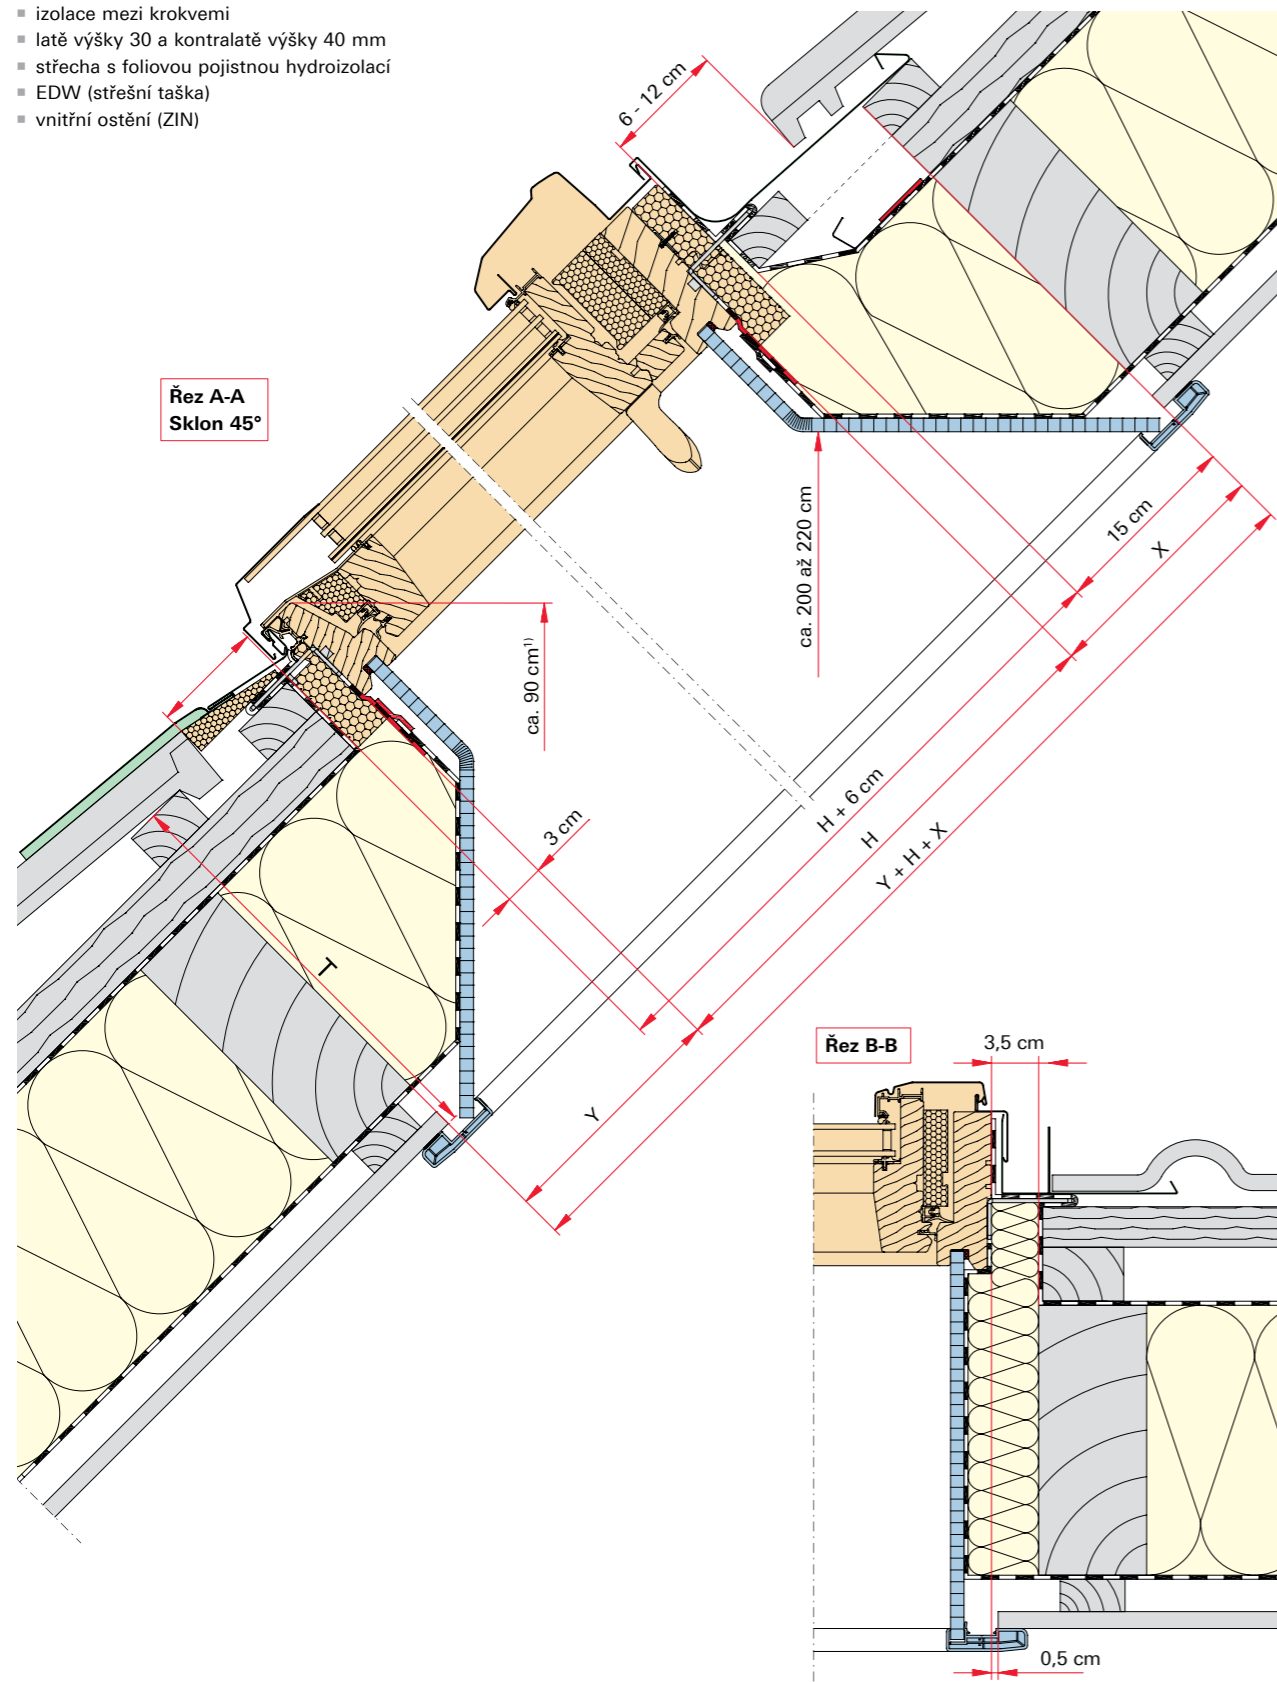 izolace mezi krokvemi
latě výšky 30 a kontralatě výšky 40 mm
střecha s foliovou pojistnou hydroizolací
EDW (střešní taška)
vnitřní ostění (ZIN)
6 - 12 cm
Řez A-A
Sklon 45°
ca. 200 až 220 cm
15 cm
X
ca. 90 cm¹⁾
H + 6 cm
H
Y + H + X
3 cm
T
Y
Řez B-B
3,5 cm
0,5 cm